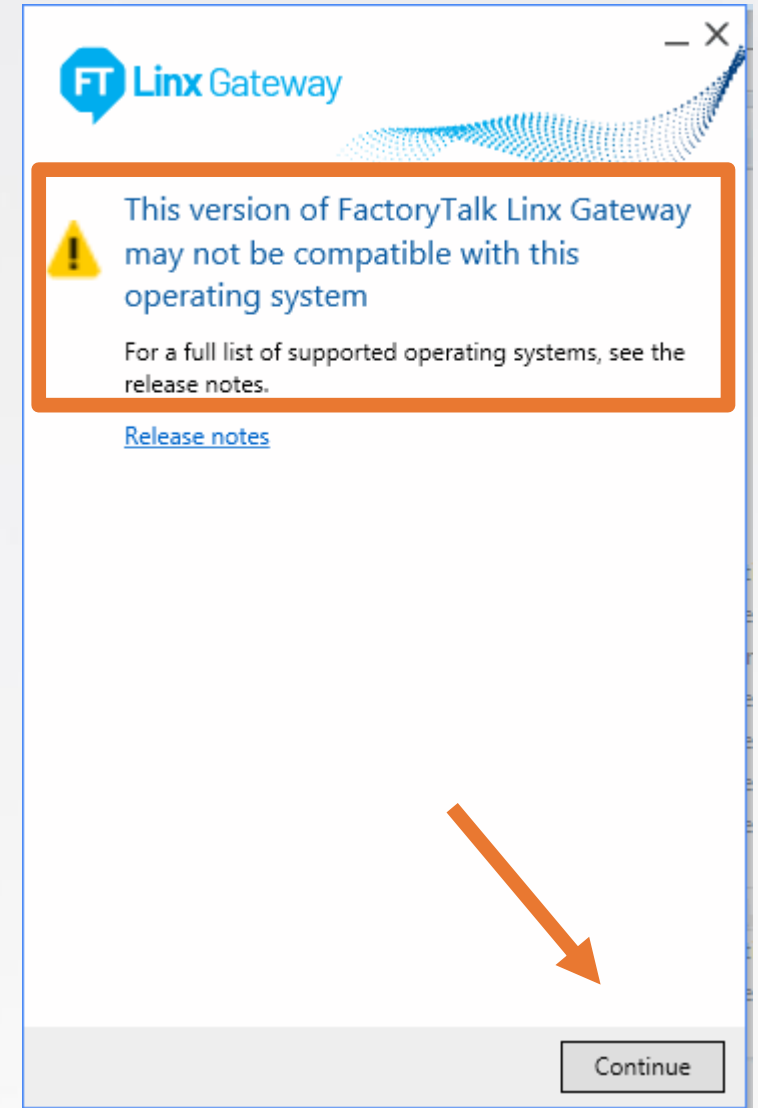 FT Linx Gateway
This version of FactoryTalk Linx Gateway
may not be compatible with this
operating system
For a full list of supported operating systems, see the
release notes.
Release notes
Continue